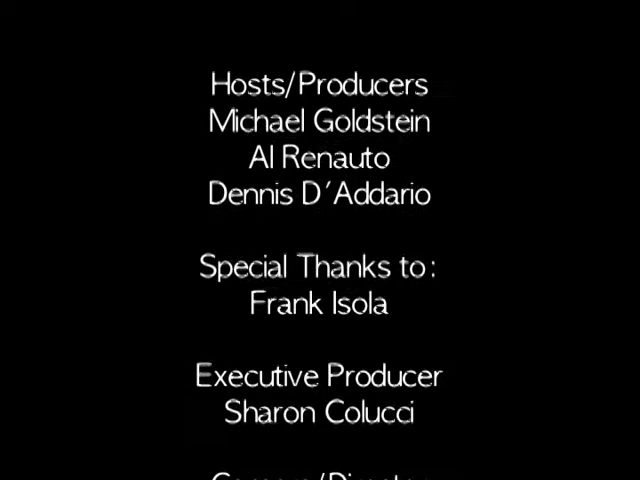 Hosts/Producers
Michael Goldstein
Al Renauto
Dennis D'Addario
Special Thanks to:
Frank Isola
Executive Producer
Sharon Colucci